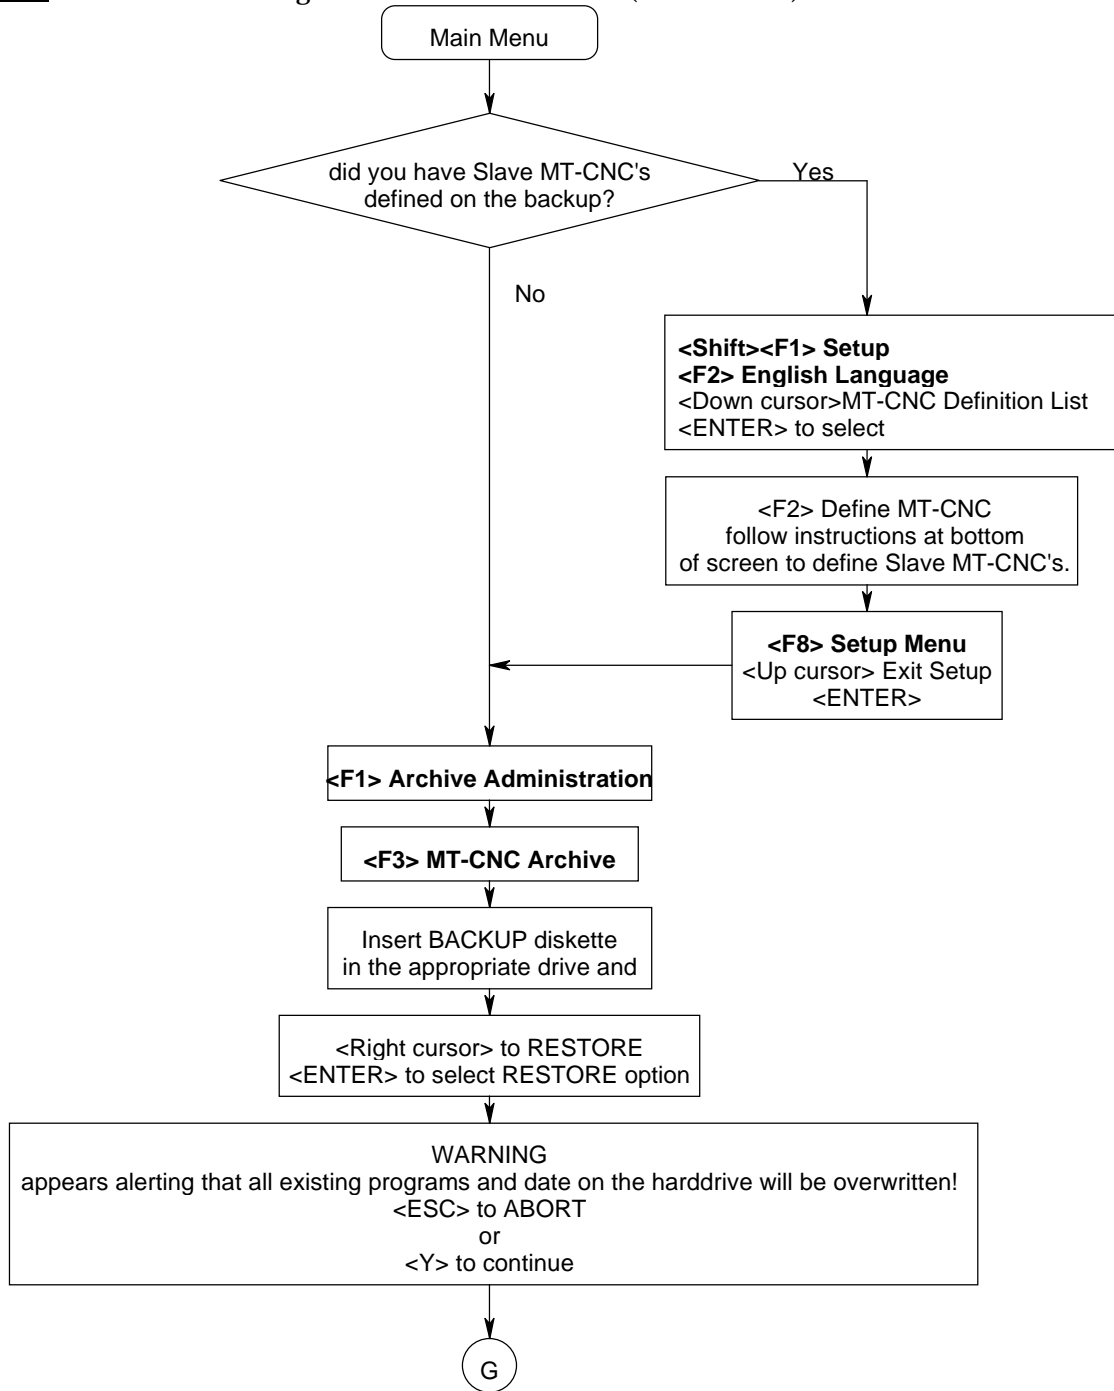 Main Menu
did you have Slave MT-CNC's
defined on the backup?
Yes
No
<Shift><F1> Setup
<F2> English Language
<Down cursor>MT-CNC Definition List
<ENTER> to select
<F2> Define MT-CNC
follow instructions at bottom
of screen to define Slave MT-CNC's.
<F8> Setup Menu
<Up cursor> Exit Setup
<ENTER>
<F1> Archive Administration
<F3> MT-CNC Archive
Insert BACKUP diskette
in the appropriate drive and
<Right cursor> to RESTORE
<ENTER> to select RESTORE option
WARNING
appears alerting that all existing programs and date on the harddrive will be overwritten!
<ESC> to ABORT
or
<Y> to continue
G